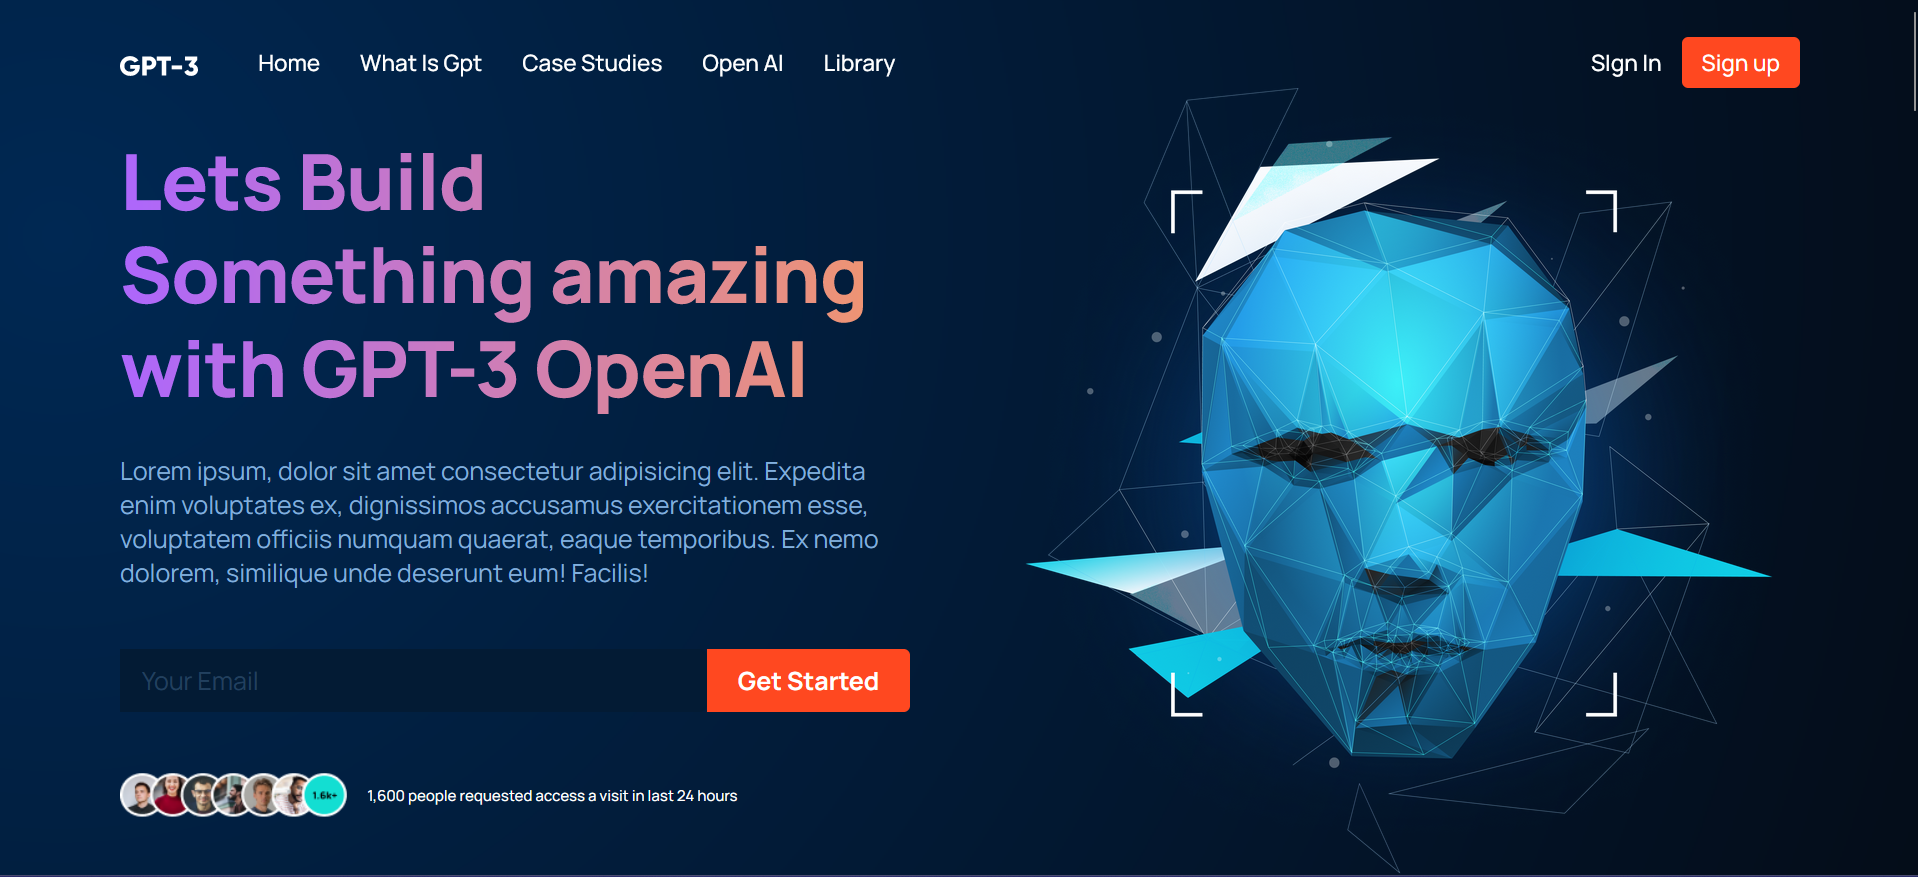 GPT-3
Home
What Is Gpt
Case Studies
Open AI
Library
SIgn In
Sign up
Lets Build
Something amazing
with GPT-3 OpenAI
Lorem ipsum, dolor sit amet consectetur adipisicing elit. Expedita
enim voluptates ex, dignissimos accusamus exercitationem esse,
voluptatem officiis numquam quaerat, eaque temporibus. Ex nemo
dolorem, similique unde deserunt eum! Facilis!
Your Email
Get Started
1.6k+
1,600 people requested access a visit in last 24 hours